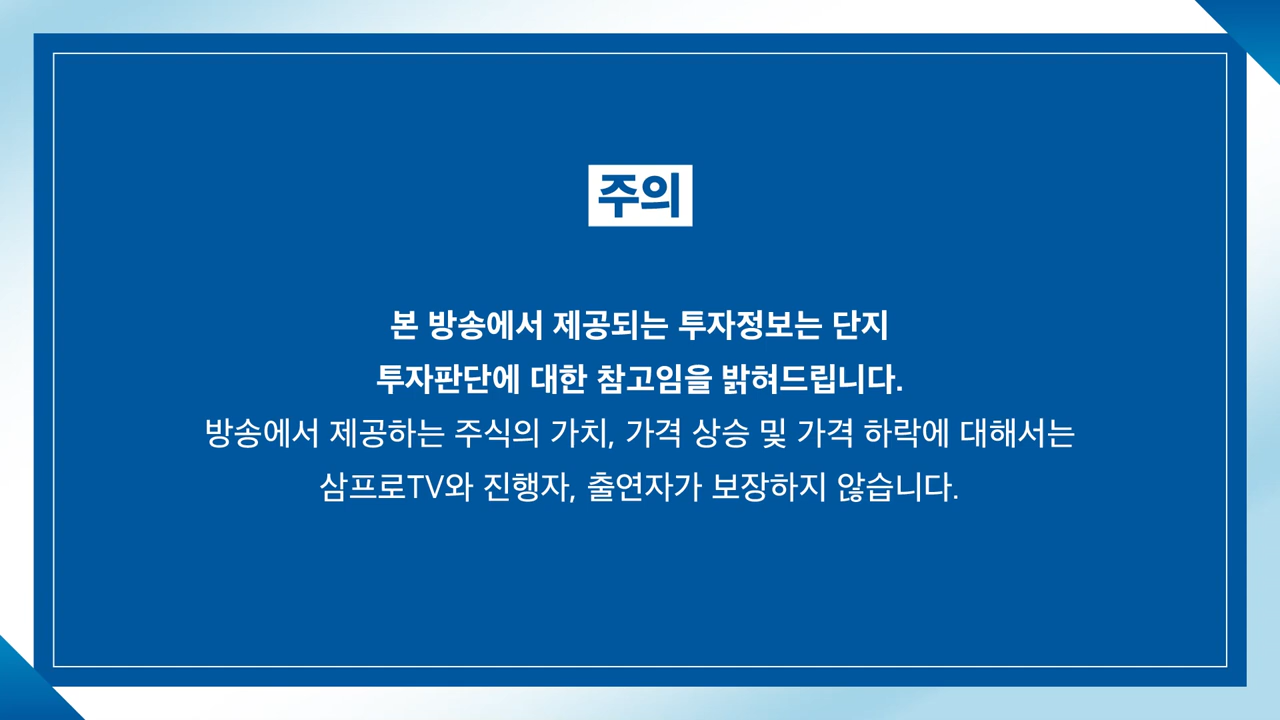 주의
본 방송에서 제공되는 투자정보는 단지
투자판단에 대한 참고임을 밝혀드립니다.
방송에서 제공하는 주식의 가치, 가격 상승 및 가격 하락에 대해서는
삼프로TV와 진행자, 출연자가 보장하지 않습니다.